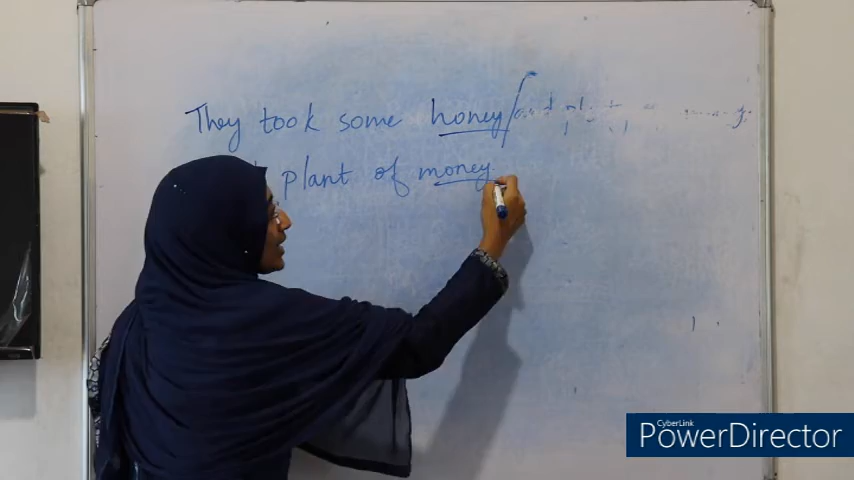 They took some honey/
plant of money.
CyberLink
PowerDirector